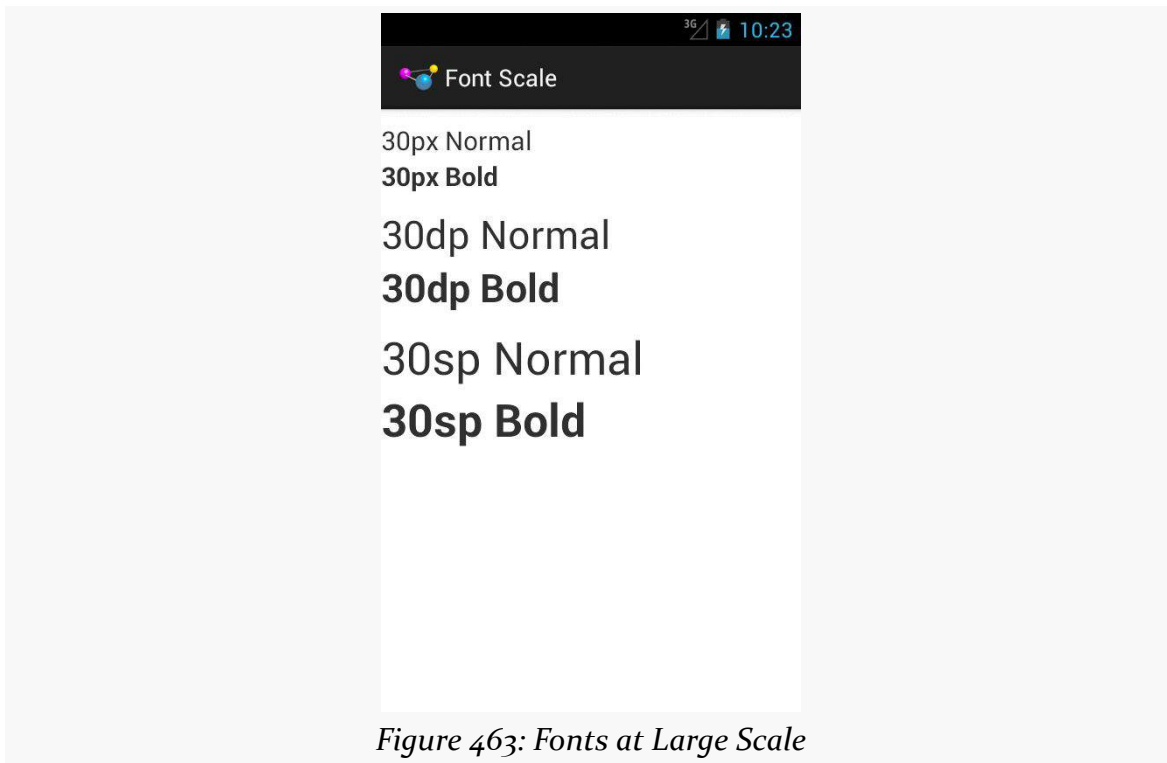 3G 10:23
Font Scale
30px Normal
30px Bold
30dp Normal
30dp Bold
30sp Normal
30sp Bold
Figure 463: Fonts at Large Scale